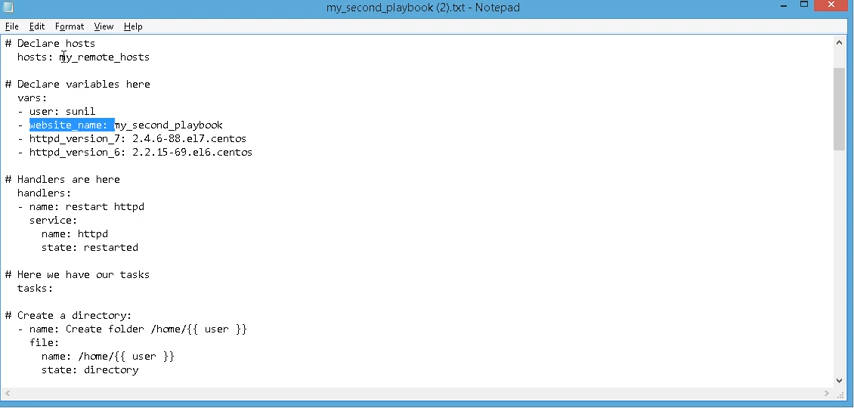 my_second_playbook (2).txt - Notepad
File Edit Format View Help
# Declare hosts
hosts: my_remote_hosts
# Declare variables here
vars:
- user: sunil
- website_name: my_second_playbook
- httpd_version_7: 2.4.6-88.el7.centos
- httpd_version_6: 2.2.15-69.el6.centos
# Handlers are here
handlers:
- name: restart httpd
service:
name: httpd
state: restarted
# Here we have our tasks
tasks:
# Create a directory:
- name: Create folder /home/{{ user }}
file:
name: /home/{{ user }}
state: directory